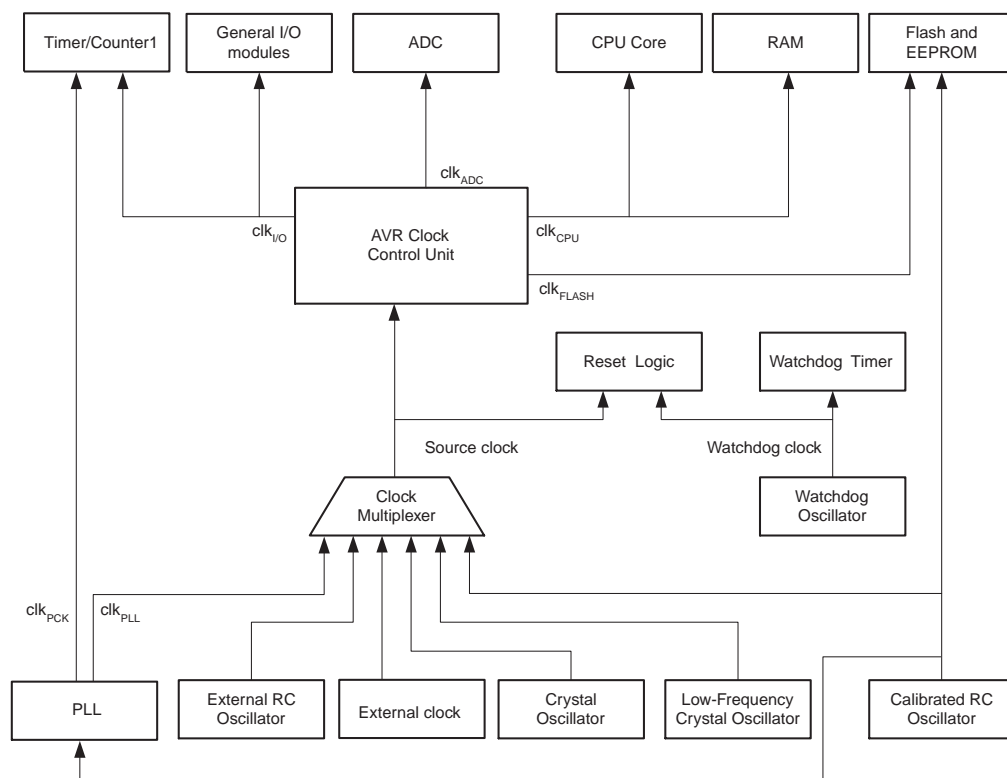 Timer/Counter1
General I/O
modules
ADC
CPU Core
RAM
Flash and
EEPROM
clkADC
clkI/O
AVR Clock
Control Unit
clkCPU
clkFLASH
Reset Logic
Watchdog Timer
Source clock
Watchdog clock
Clock
Multiplexer
Watchdog
Oscillator
clkPCK
clkPLL
PLL
External RC
Oscillator
External clock
Crystal
Oscillator
Low-Frequency
Crystal Oscillator
Calibrated RC
Oscillator